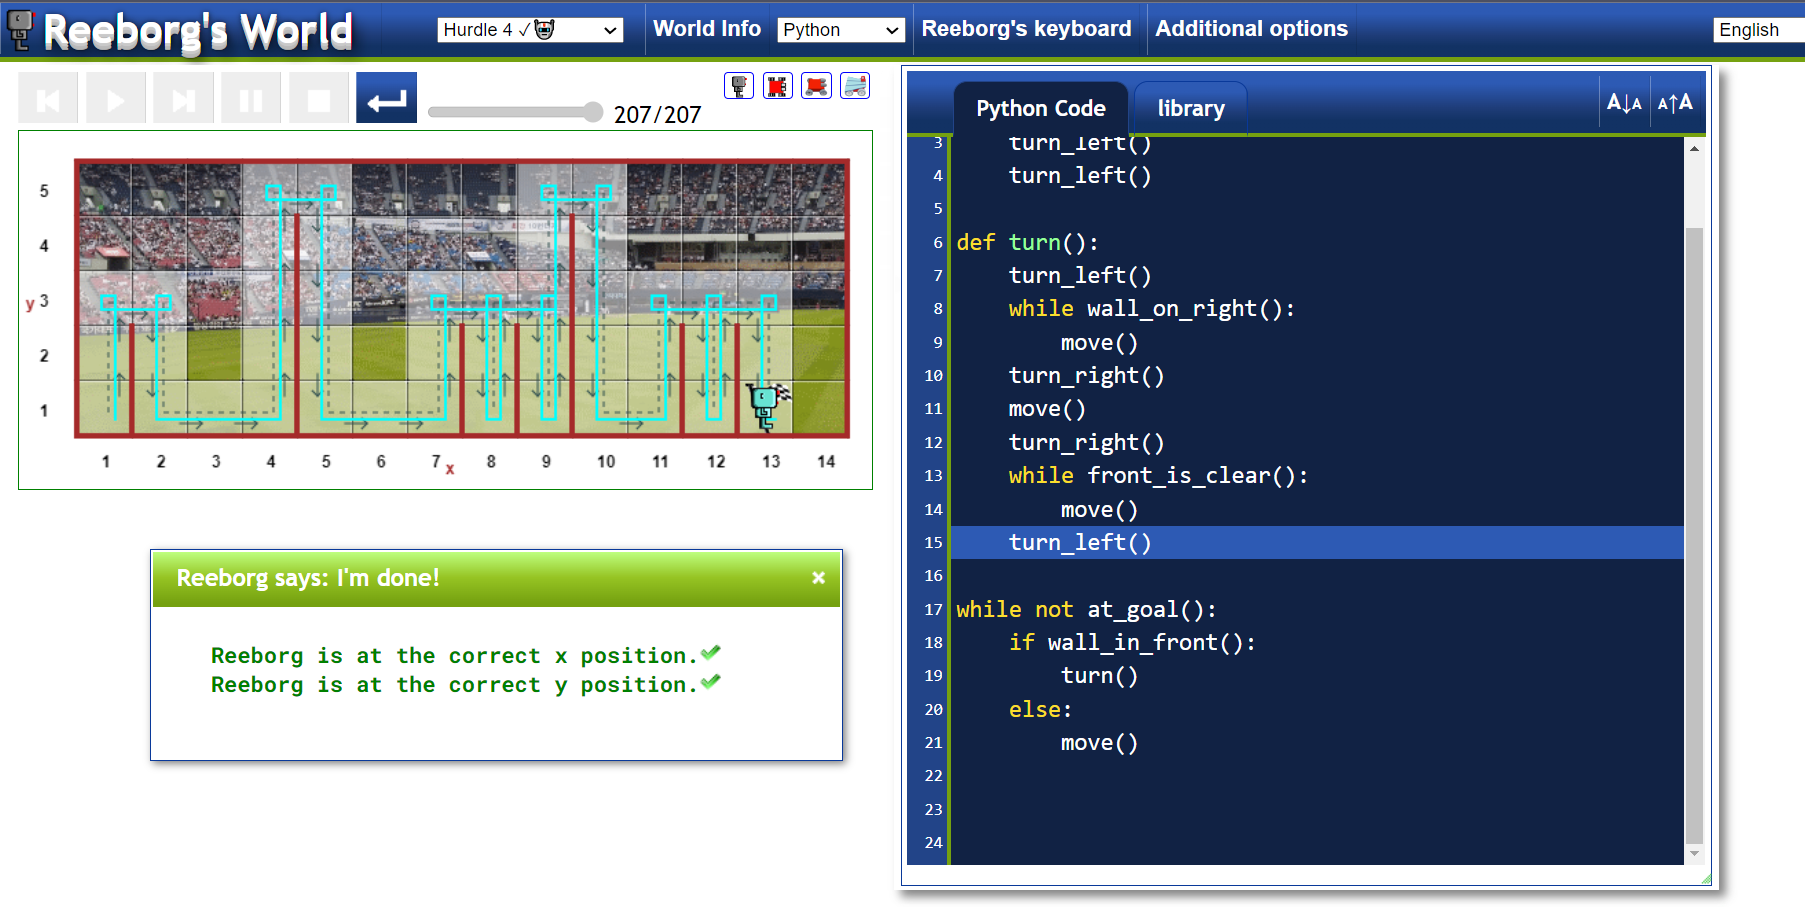 Reeborg's World
Hurdle 4 ✓
World Info
Python
Reeborg's keyboard
Additional options
English
207/207
5
4
y 3
2
1
1 2 3 4 5 6 7 x 8 9 10 11 12 13 14
Reeborg says: I'm done!
×
Reeborg is at the correct x position.
Reeborg is at the correct y position.
Python Code
library
A↓A
A↑A
3 turn_left()
4 turn_left()
5
6 def turn():
7 turn_left()
8 while wall_on_right():
9 move()
10 turn_right()
11 move()
12 turn_right()
13 while front_is_clear():
14 move()
15 turn_left()
16
17 while not at_goal():
18 if wall_in_front():
19 turn()
20 else:
21 move()
22
23
24